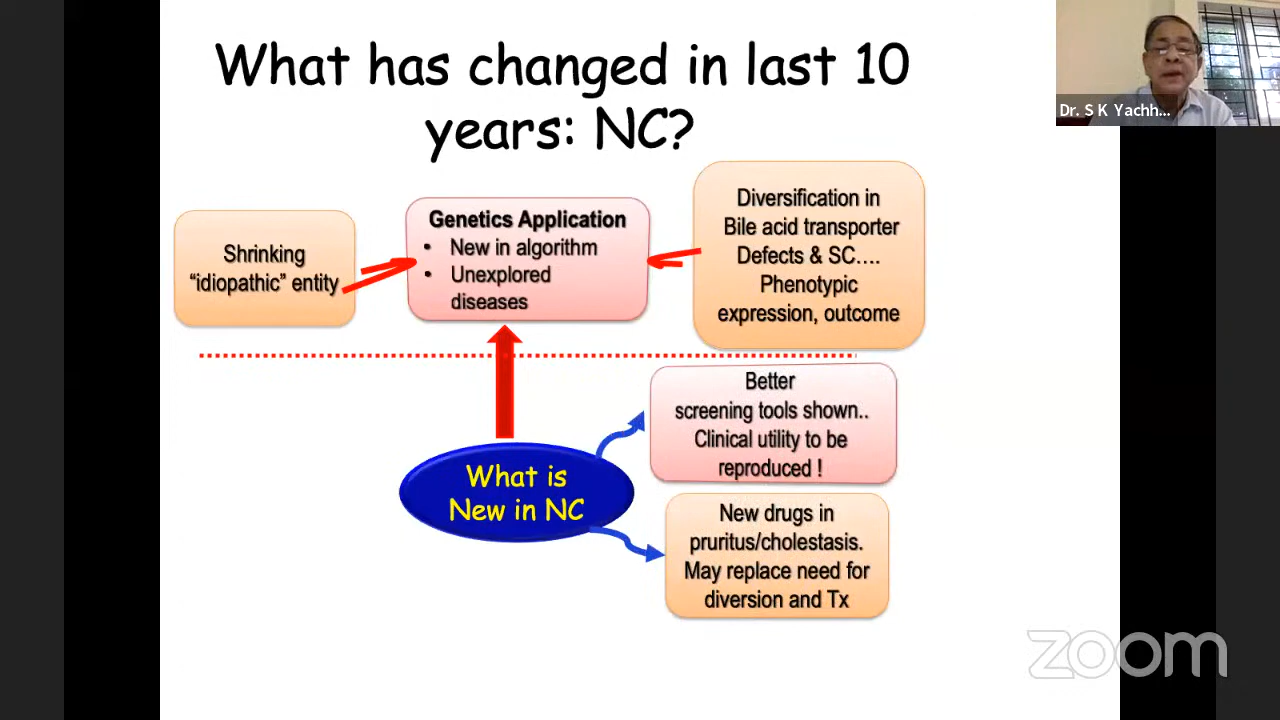 What has changed in last 10
years: NC?
Dr. S K Yachh...
Shrinking
“idiopathic” entity
Genetics Application
• New in algorithm
• Unexplored
diseases
Diversification in
Bile acid transporter
Defects & SC....
Phenotypic
expression, outcome
Better
screening tools shown..
Clinical utility to be
reproduced !
What is
New in NC
New drugs in
pruritus/cholestasis.
May replace need for
diversion and Tx
zoom